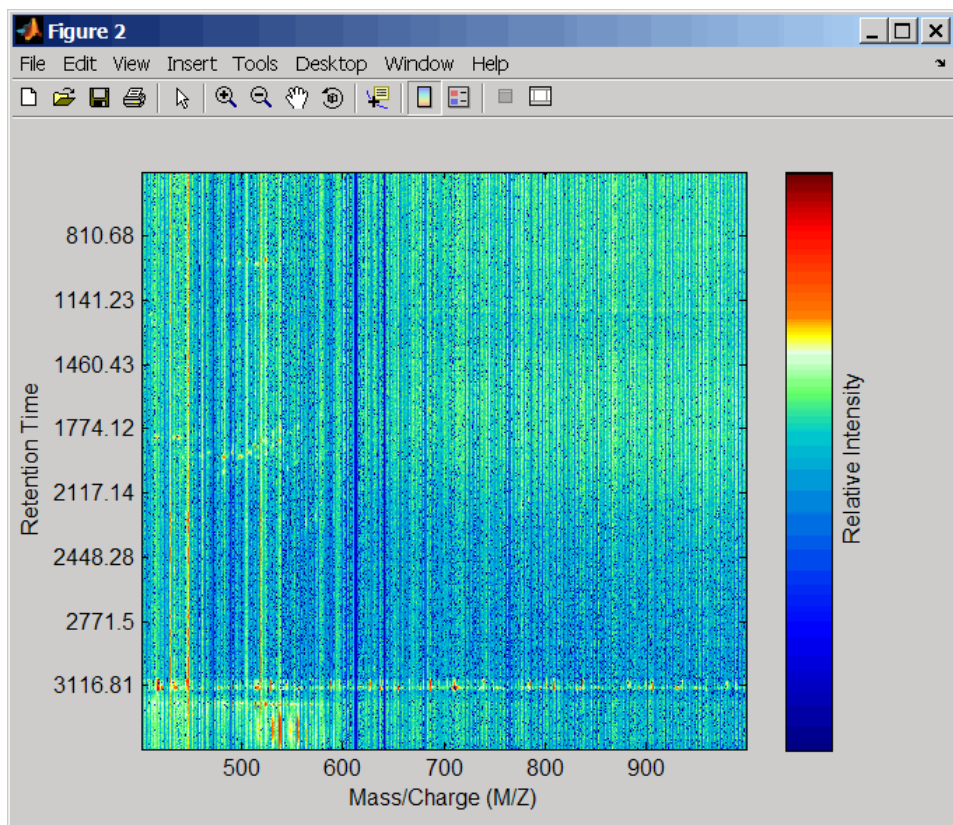 Figure 2
File Edit View Insert Tools Desktop Window Help
810.68
1141.23
1460.43
1774.12
2117.14
2448.28
2771.5
3116.81
Retention Time
500 600 700 800 900
Mass/Charge (M/Z)
Relative Intensity